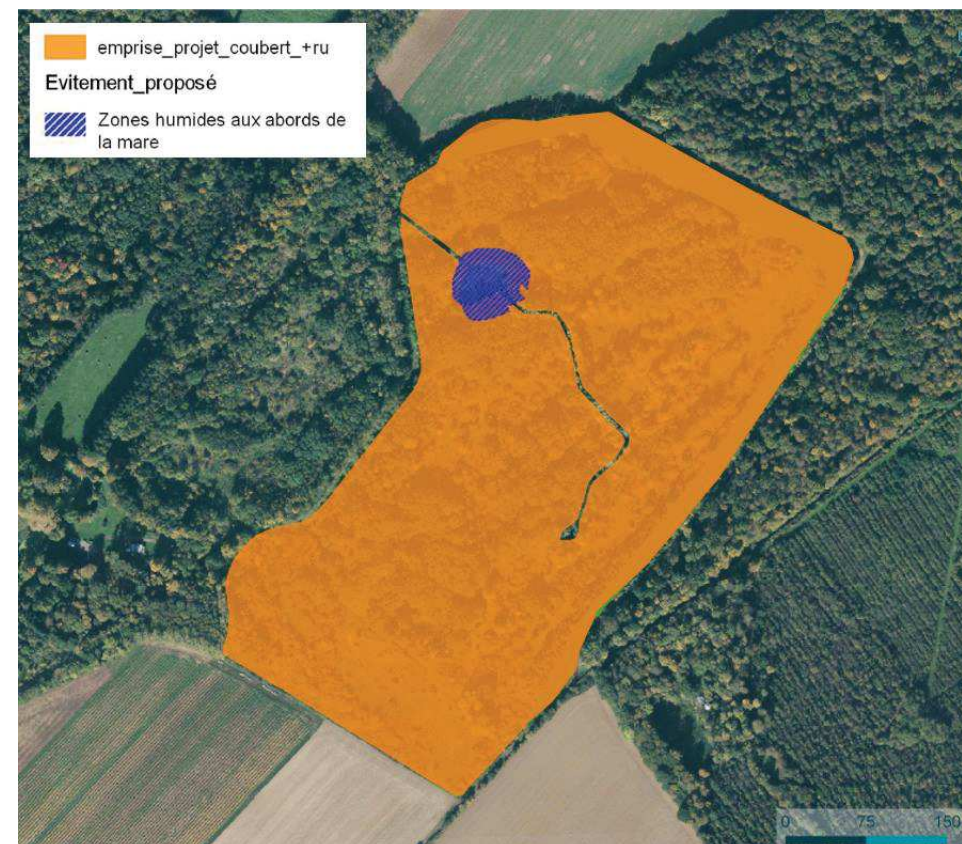 emprise_projet_coubert_+ru
Evitement_proposé
Zones humides aux abords de
la mare
0 75 150